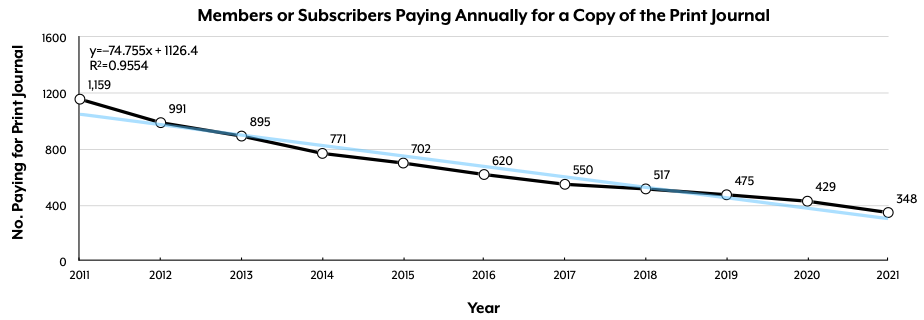 Members or Subscribers Paying Annually for a Copy of the Print Journal
No. Paying for Print Journal
1600
1200
800
400
0
y=–74.755x + 1126.4
R²=0.9554
1,159
991
895
771
702
620
550
517
475
429
348
2011 2012 2013 2014 2015 2016 2017 2018 2019 2020 2021
Year